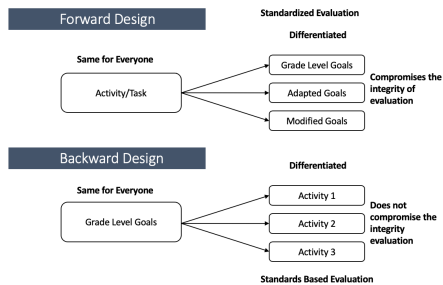 Forward Design
Standardized Evaluation
Differentiated
Same for Everyone
Activity/Task
Grade Level Goals
Adapted Goals
Modified Goals
Compromises the
integrity of
evaluation
Backward Design
Differentiated
Same for Everyone
Grade Level Goals
Activity 1
Activity 2
Activity 3
Does not
compromise the
integrity
evaluation
Standards Based Evaluation